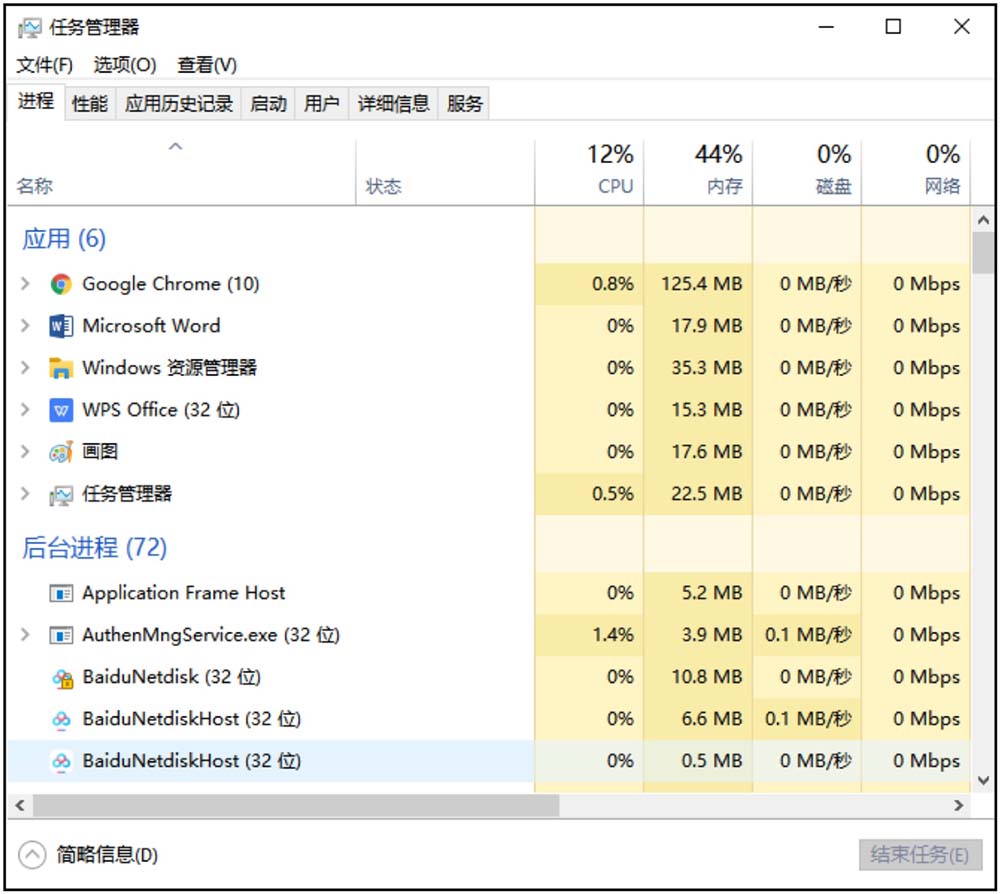 任务管理器
文件(F) 选项(O) 查看(V)
进程 性能 应用历史记录 启动 用户 详细信息 服务
12% 44% 0% 0%
名称 状态 CPU 内存 磁盘 网络
应用 (6)
Google Chrome (10) 0.8% 125.4 MB 0 MB/秒 0 Mbps
Microsoft Word 0% 17.9 MB 0 MB/秒 0 Mbps
Windows 资源管理器 0% 35.3 MB 0 MB/秒 0 Mbps
WPS Office (32 位) 0% 15.3 MB 0 MB/秒 0 Mbps
画图 0% 17.6 MB 0 MB/秒 0 Mbps
任务管理器 0.5% 22.5 MB 0 MB/秒 0 Mbps
后台进程 (72)
Application Frame Host 0% 5.2 MB 0 MB/秒 0 Mbps
AuthenMngService.exe (32 位) 1.4% 3.9 MB 0.1 MB/秒 0 Mbps
BaiduNetdisk (32 位) 0% 10.8 MB 0 MB/秒 0 Mbps
BaiduNetdiskHost (32 位) 0% 6.6 MB 0.1 MB/秒 0 Mbps
BaiduNetdiskHost (32 位) 0% 0.5 MB 0 MB/秒 0 Mbps
简略信息(D) 结束任务(E)